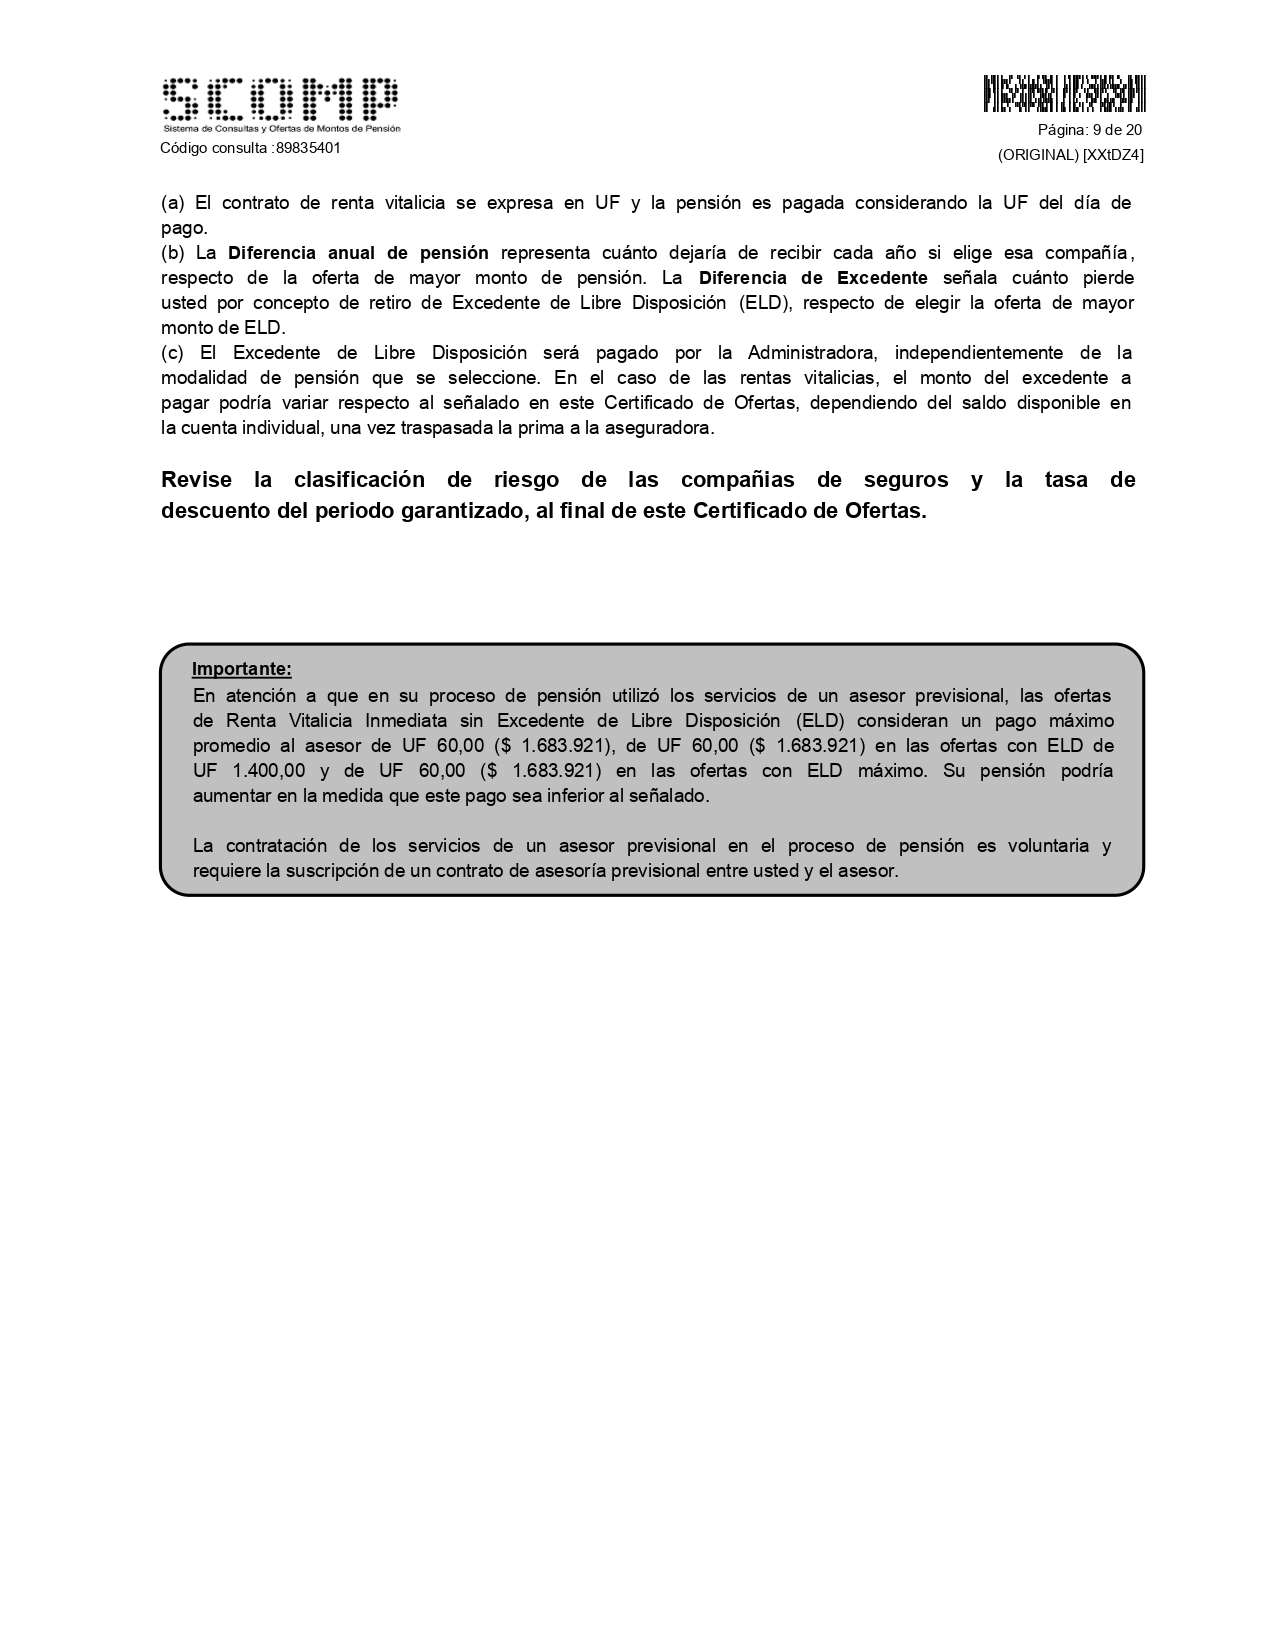 SCOMP
Sistema de Consultas y Ofertas de Montos de Pensión
Código consulta :89835401
Página: 9 de 20
(ORIGINAL) [XXtDZ4]
(a) El contrato de renta vitalicia se expresa en UF y la pensión es pagada considerando la UF del día de
pago.
(b) La Diferencia anual de pensión representa cuánto dejaría de recibir cada año si elige esa compañía,
respecto de la oferta de mayor monto de pensión. La Diferencia de Excedente señala cuánto pierde
usted por concepto de retiro de Excedente de Libre Disposición (ELD), respecto de elegir la oferta de mayor
monto de ELD.
(c) El Excedente de Libre Disposición será pagado por la Administradora, independientemente de la
modalidad de pensión que se seleccione. En el caso de las rentas vitalicias, el monto del excedente a
pagar podría variar respecto al señalado en este Certificado de Ofertas, dependiendo del saldo disponible en
la cuenta individual, una vez traspasada la prima a la aseguradora.
Revise la clasificación de riesgo de las compañias de seguros y la tasa de
descuento del periodo garantizado, al final de este Certificado de Ofertas.
Importante:
En atención a que en su proceso de pensión utilizó los servicios de un asesor previsional, las ofertas
de Renta Vitalicia Inmediata sin Excedente de Libre Disposición (ELD) consideran un pago máximo
promedio al asesor de UF 60,00 ($ 1.683.921), de UF 60,00 ($ 1.683.921) en las ofertas con ELD de
UF 1.400,00 y de UF 60,00 ($ 1.683.921) en las ofertas con ELD máximo. Su pensión podría
aumentar en la medida que este pago sea inferior al señalado.
La contratación de los servicios de un asesor previsional en el proceso de pensión es voluntaria y
requiere la suscripción de un contrato de asesoría previsional entre usted y el asesor.